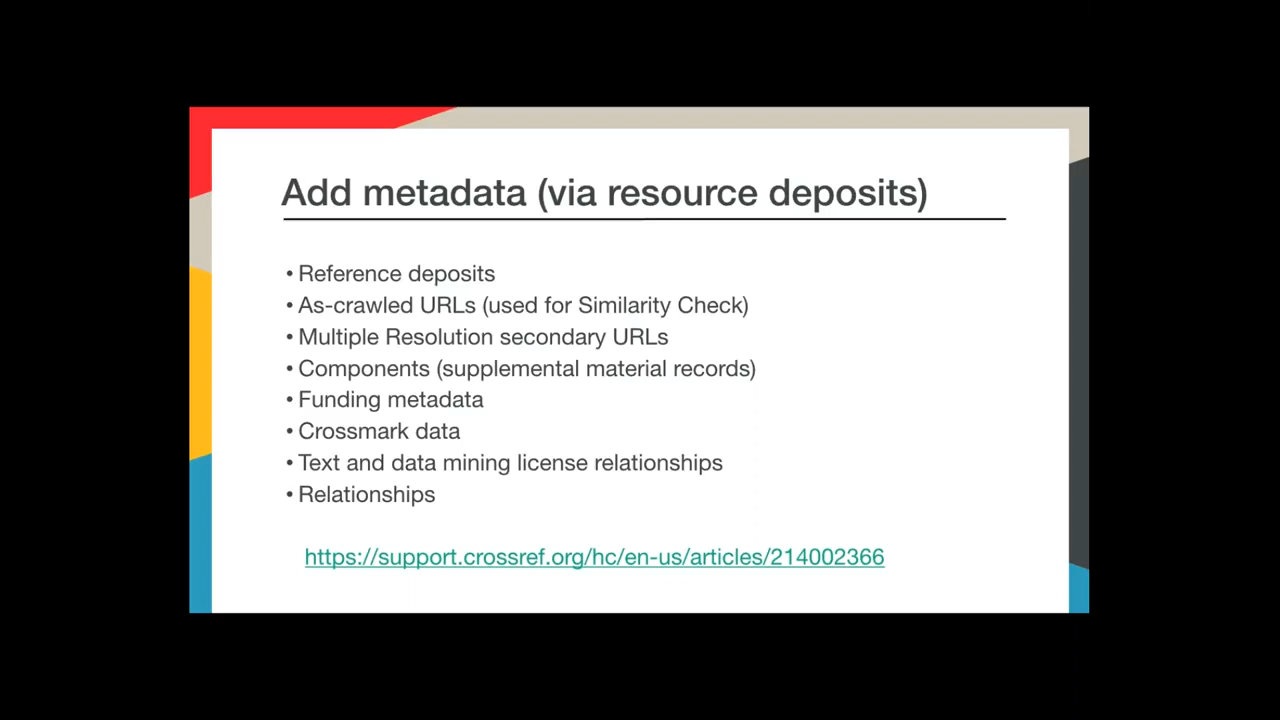 Add metadata (via resource deposits)
• Reference deposits
• As-crawled URLs (used for Similarity Check)
• Multiple Resolution secondary URLs
• Components (supplemental material records)
• Funding metadata
• Crossmark data
• Text and data mining license relationships
• Relationships
https://support.crossref.org/hc/en-us/articles/214002366